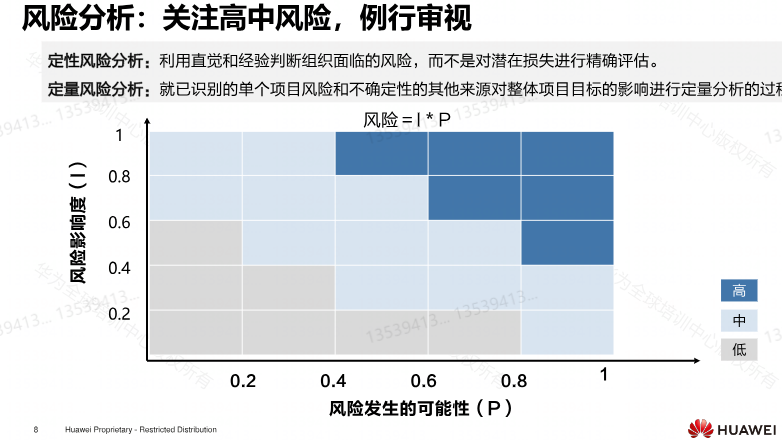 风险分析：关注高中风险，例行审视
定性风险分析：利用直觉和经验判断组织面临的风险，而不是对潜在损失进行精确评估。
定量风险分析：就已识别的单个项目风险和不确定性的其他来源对整体项目目标的影响进行定量分析的过程
风险 = I * P
1
0.8
0.6
0.4
0.2
风险影响度（I）
0.2 0.4 0.6 0.8 1
风险发生的可能性（P）
高
中
低
13539413...
8 Huawei Proprietary - Restricted Distribution
HUAWEI